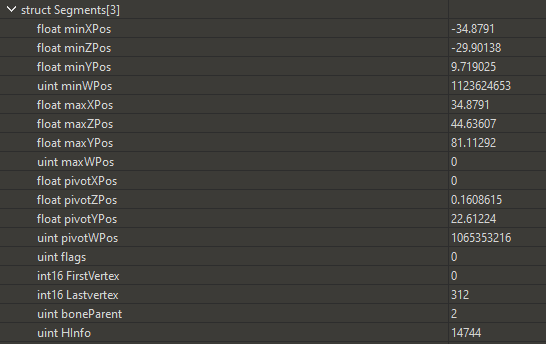 struct Segments[3]
float minXPos -34.8791
float minZPos -29.90138
float minYPos 9.719025
uint minWPos 1123624653
float maxXPos 34.8791
float maxZPos 44.63607
float maxYPos 81.11292
uint maxWPos 0
float pivotXPos 0
float pivotZPos 0.1608615
float pivotYPos 22.61224
uint pivotWPos 1065353216
uint flags 0
int16 FirstVertex 0
int16 Lastvertex 312
uint boneParent 2
uint HInfo 14744